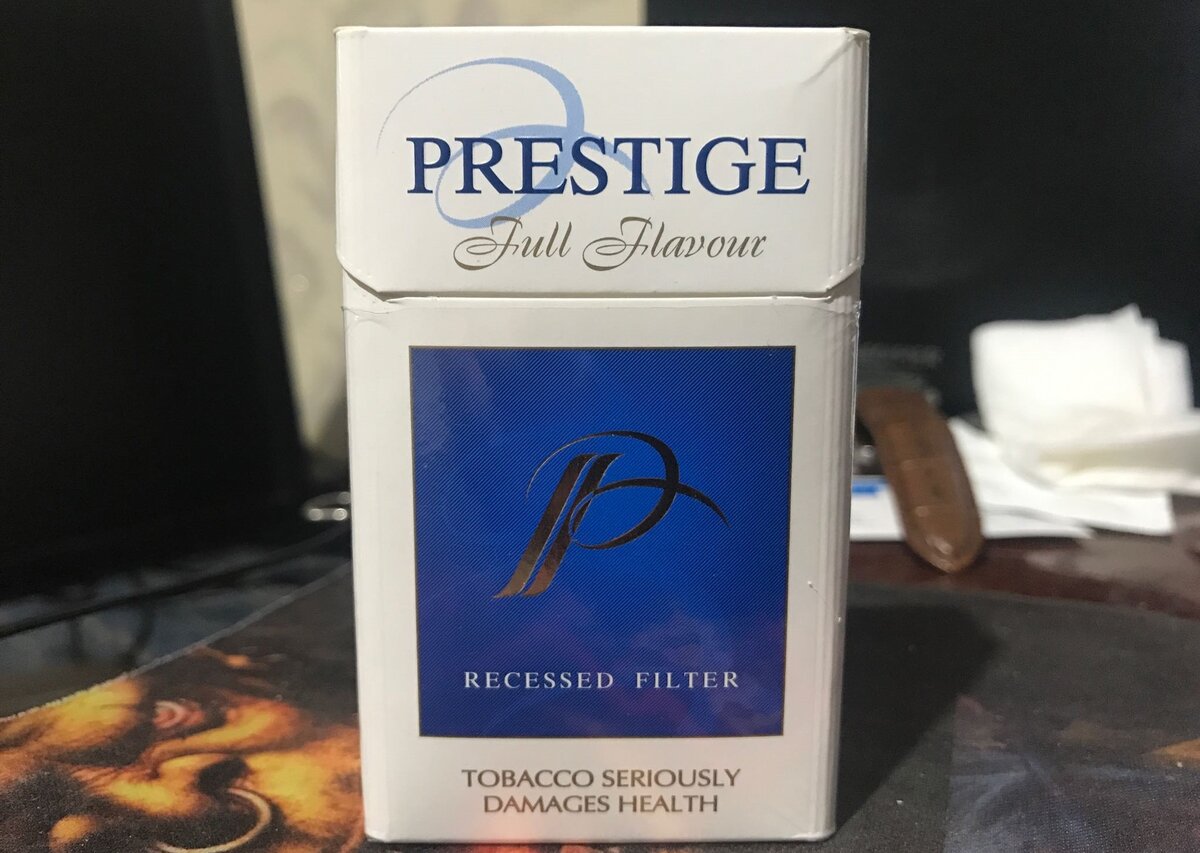 PRESTIGE
Full Flavour
RECESSED FILTER
TOBACCO SERIOUSLY
DAMAGES HEALTH